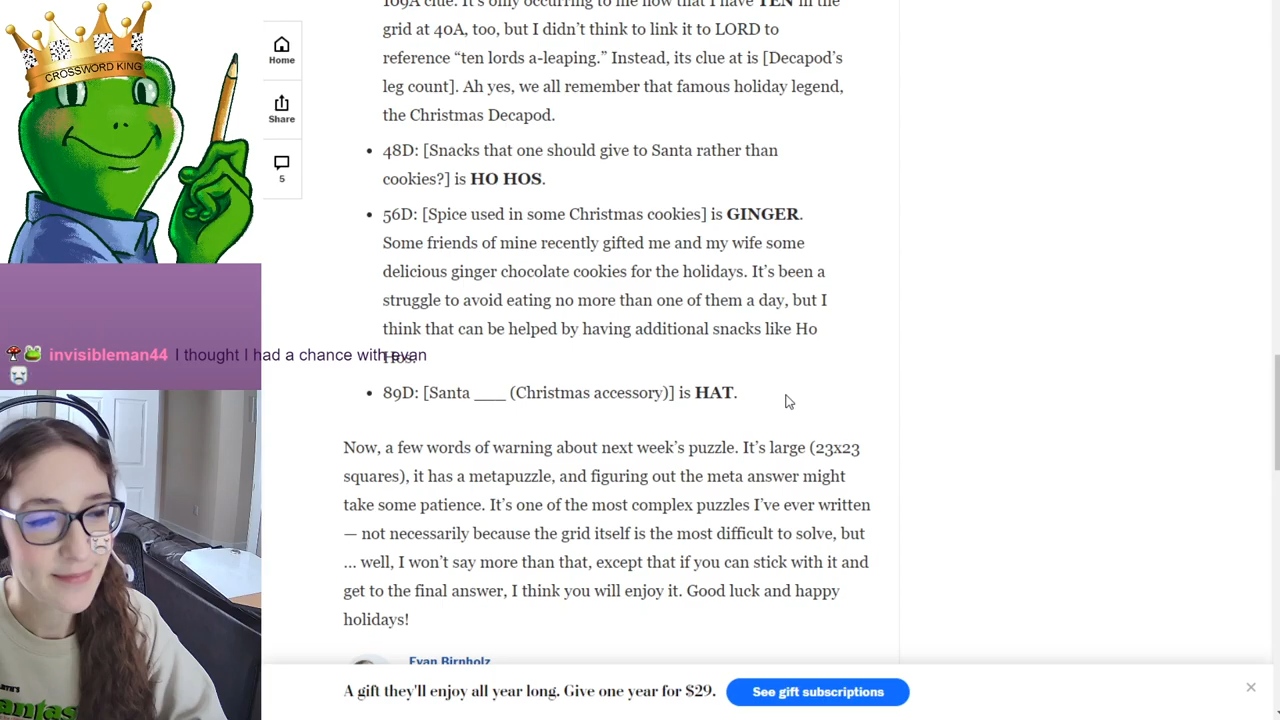 CROSSWORD KING
Home
Share
5
109A clue. It's only occurring to me now that I have TEN in the
grid at 40A, too, but I didn't think to link it to LORD to
reference “ten lords a-leaping.” Instead, its clue at is [Decapod's
leg count]. Ah yes, we all remember that famous holiday legend,
the Christmas Decapod.
• 48D: [Snacks that one should give to Santa rather than
cookies?] is HO HOS.
• 56D: [Spice used in some Christmas cookies] is GINGER.
Some friends of mine recently gifted me and my wife some
delicious ginger chocolate cookies for the holidays. It's been a
struggle to avoid eating no more than one of them a day, but I
think that can be helped by having additional snacks like Ho
Hos.
invisibleman44 I thought I had a chance with evan
• 89D: [Santa ___ (Christmas accessory)] is HAT.
Now, a few words of warning about next week's puzzle. It's large (23x23
squares), it has a metapuzzle, and figuring out the meta answer might
take some patience. It's one of the most complex puzzles I've ever written
— not necessarily because the grid itself is the most difficult to solve, but
... well, I won't say more than that, except that if you can stick with it and
get to the final answer, I think you will enjoy it. Good luck and happy
holidays!
Evan Birnholz
A gift they'll enjoy all year long. Give one year for $29.
See gift subscriptions